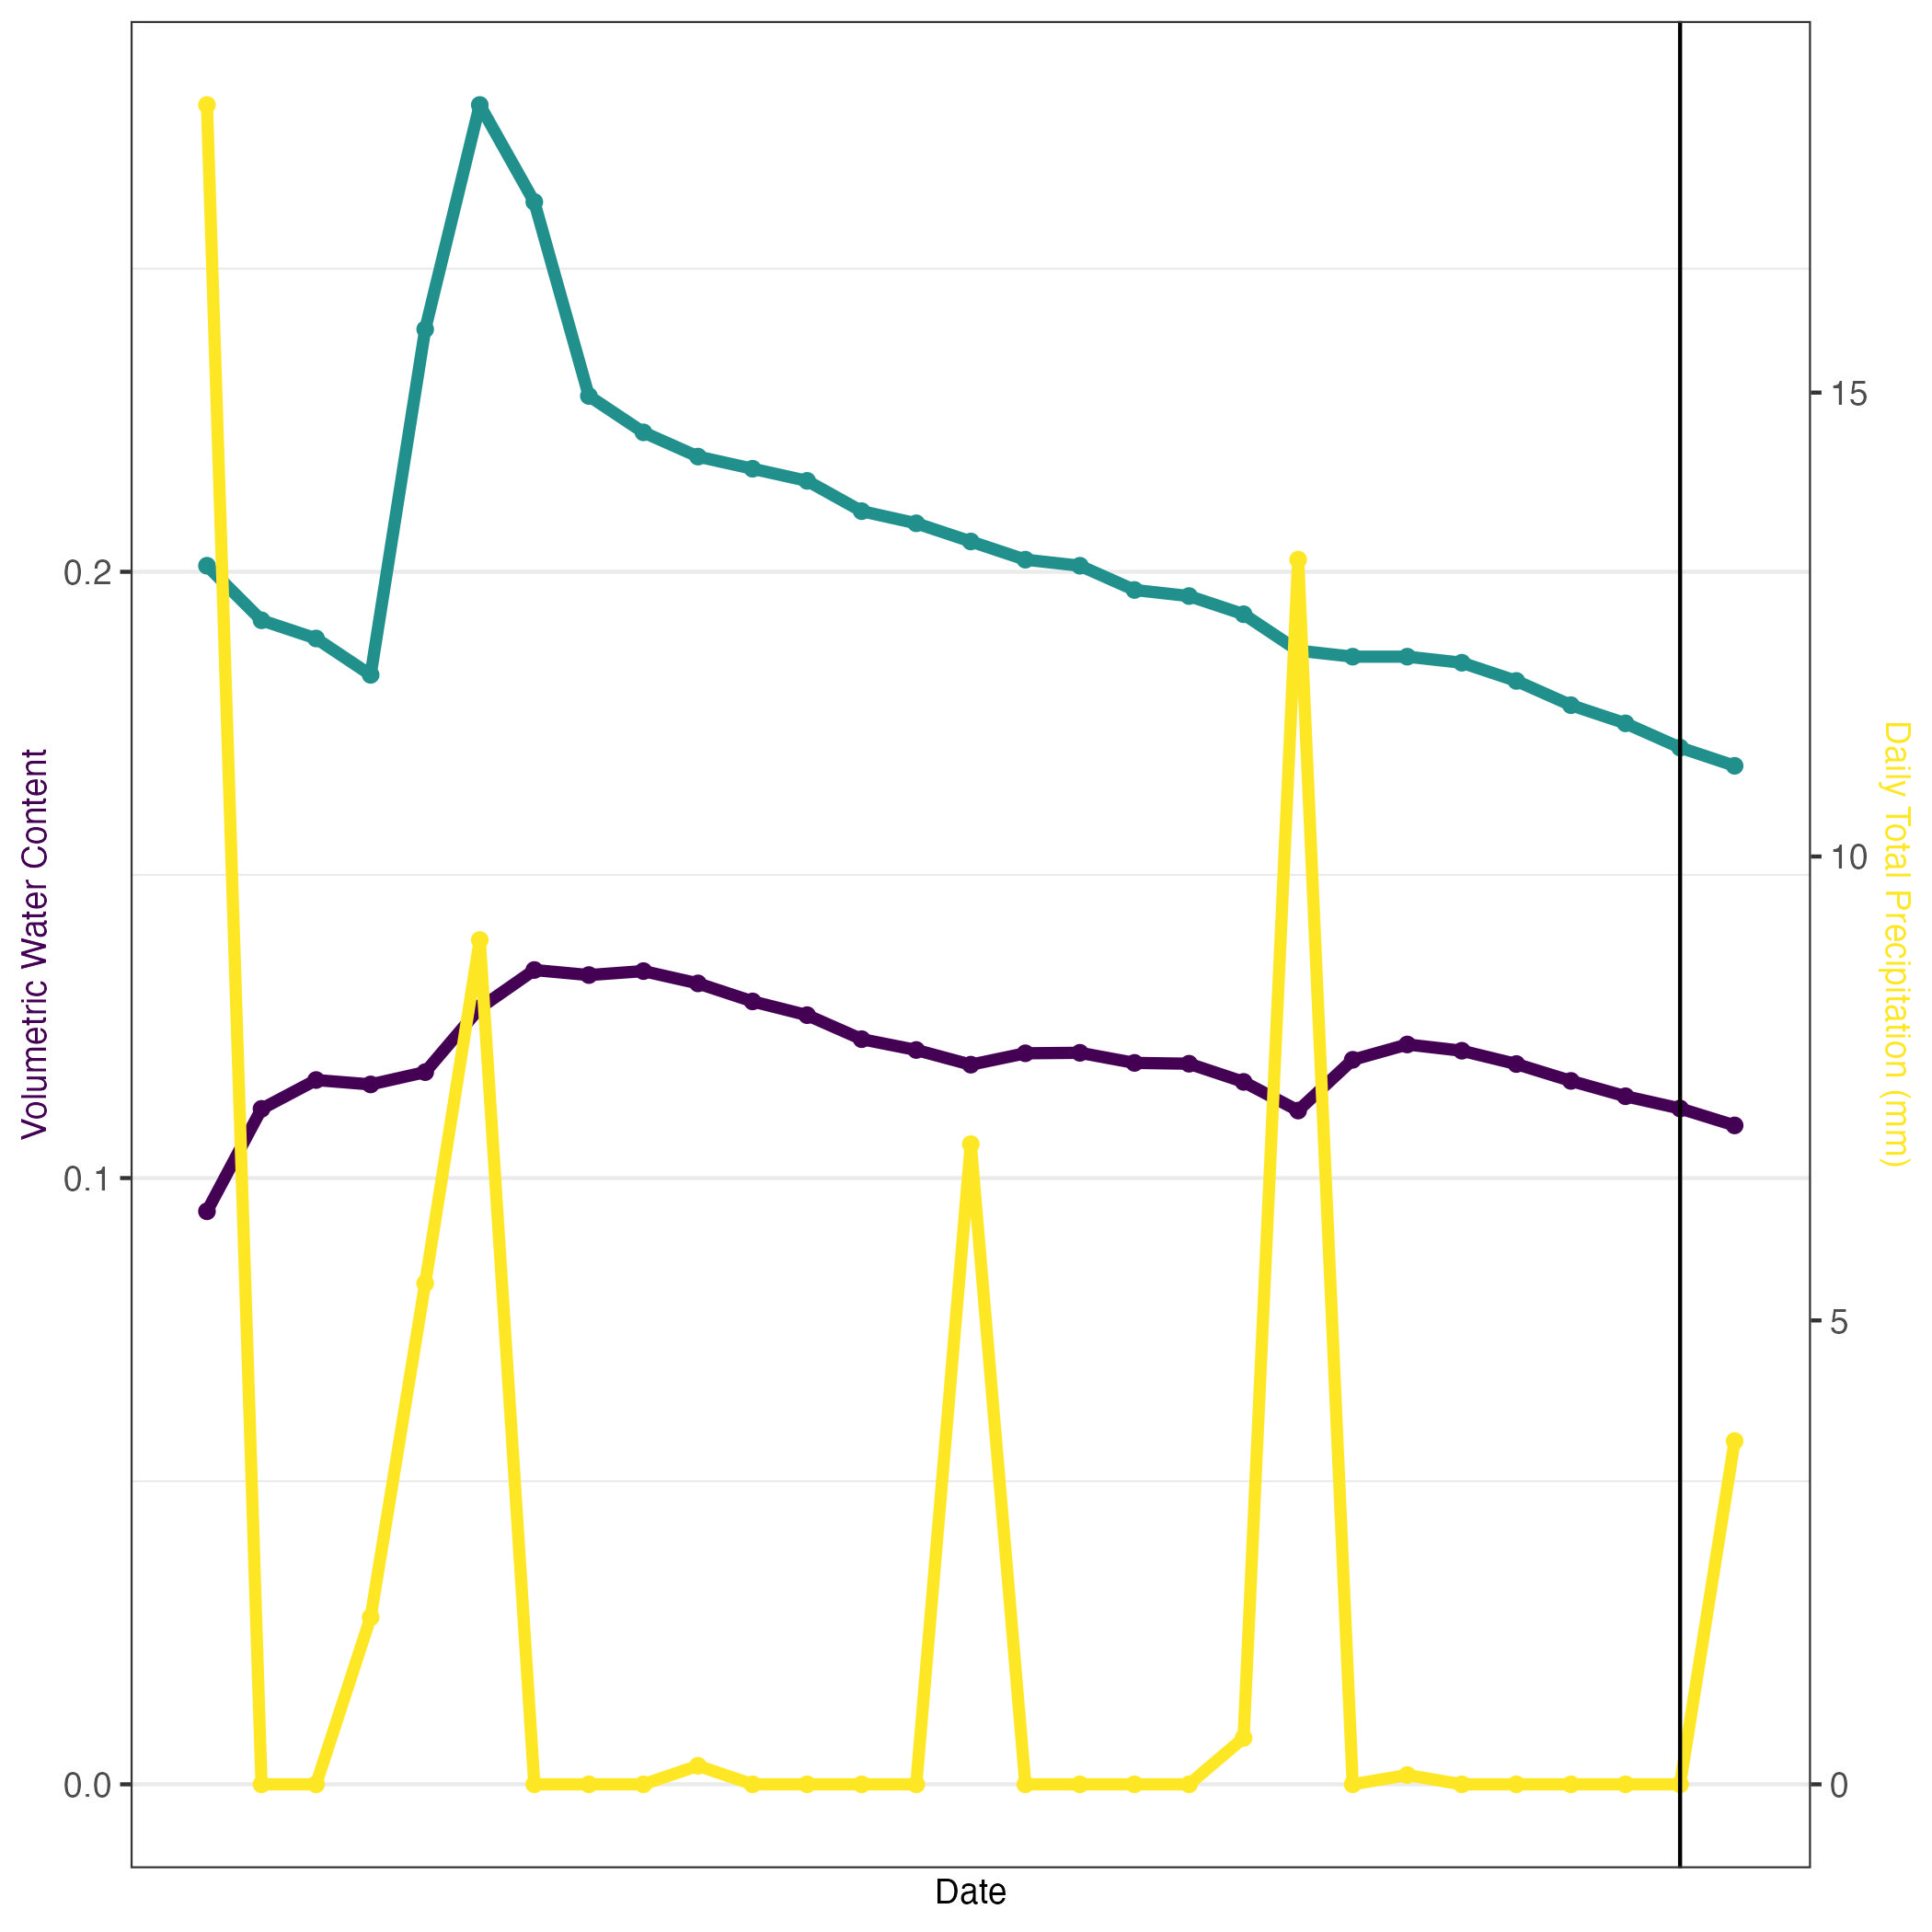 Volumetric Water Content
0.2
0.1
0.0
15
10
5
0
Daily Total Precipitation (mm)
Date